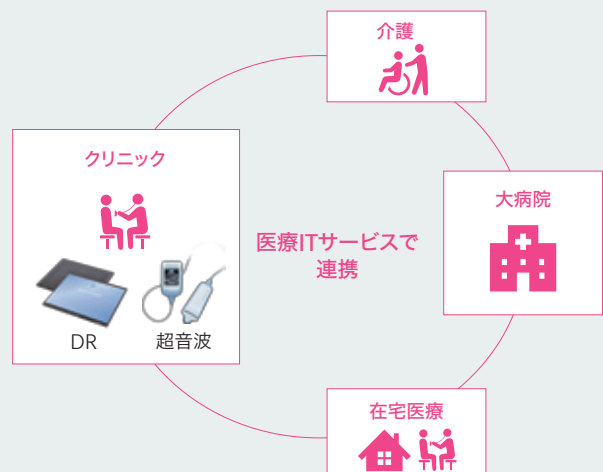 介護
クリニック
大病院
医療ITサービスで
連携
DR
超音波
在宅医療